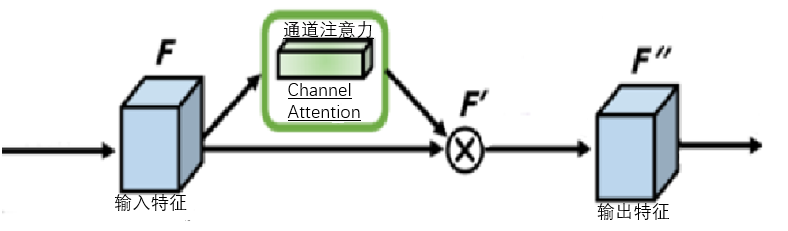 通道注意力
F
Channel
Attention
F′
F″
输入特征
输出特征